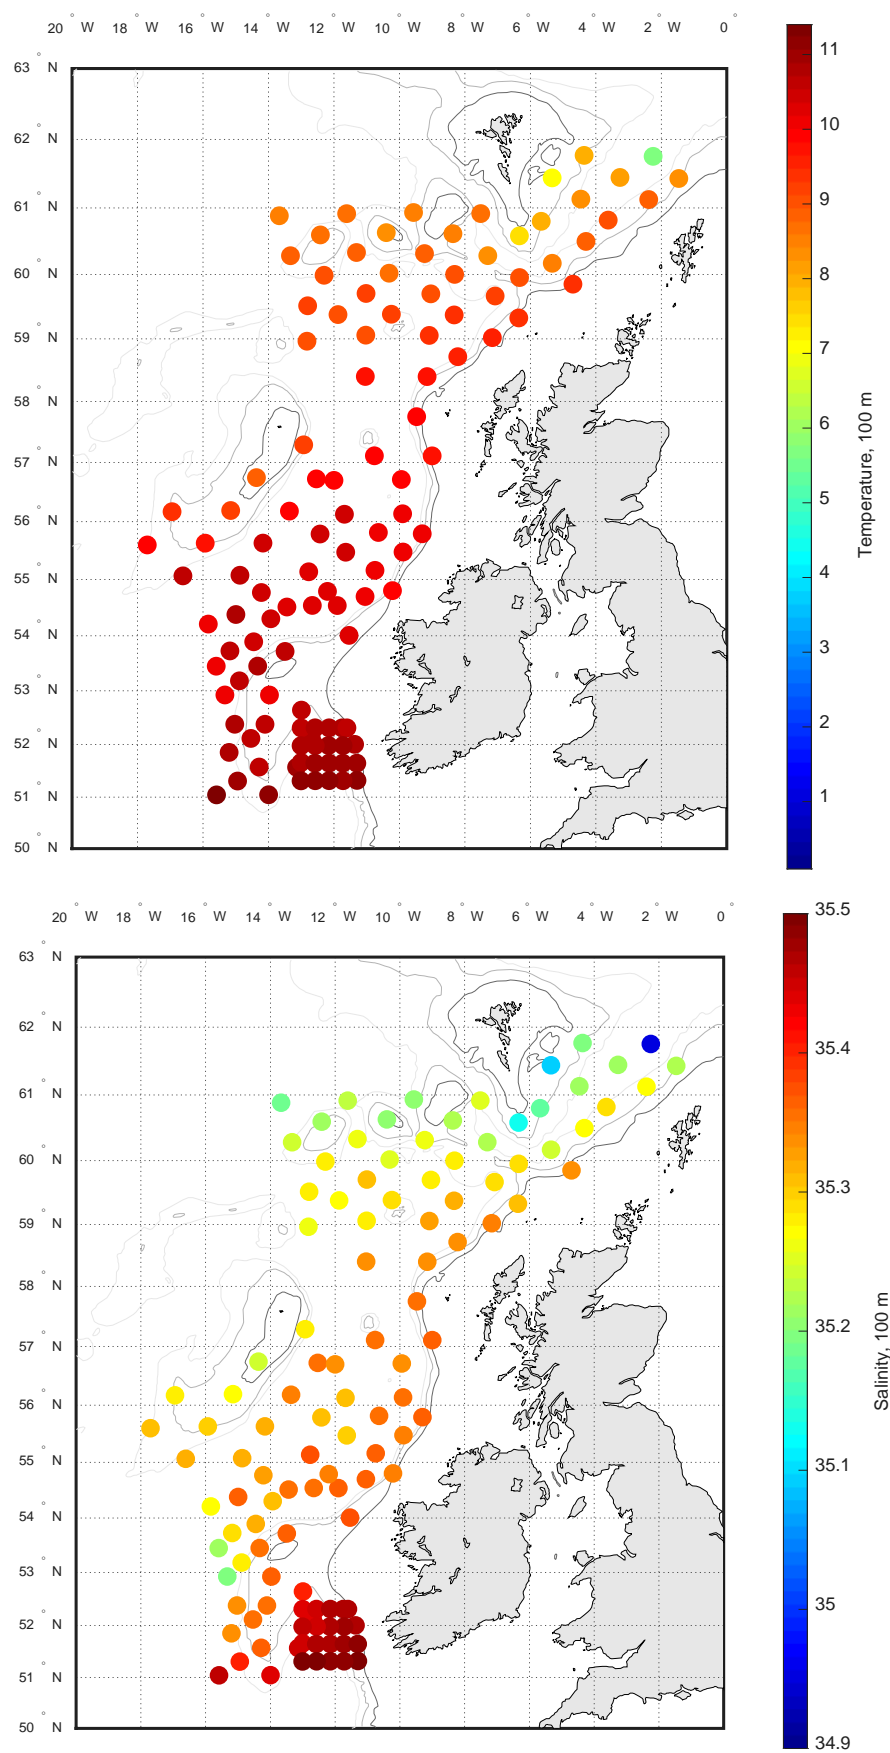 20 ° W 18 ° W 16 ° W 14 ° W 12 ° W 10 ° W 8 ° W 6 ° W 4 ° W 2 ° W 0 °
63 ° N
62 ° N
61 ° N
60 ° N
59 ° N
58 ° N
57 ° N
56 ° N
55 ° N
54 ° N
53 ° N
52 ° N
51 ° N
50 ° N
11
10
9
8
7
6
5
4
3
2
1
Temperature, 100 m
20 ° W 18 ° W 16 ° W 14 ° W 12 ° W 10 ° W 8 ° W 6 ° W 4 ° W 2 ° W 0 °
63 ° N
62 ° N
61 ° N
60 ° N
59 ° N
58 ° N
57 ° N
56 ° N
55 ° N
54 ° N
53 ° N
52 ° N
51 ° N
50 ° N
35.5
35.4
35.3
35.2
35.1
35
34.9
Salinity, 100 m